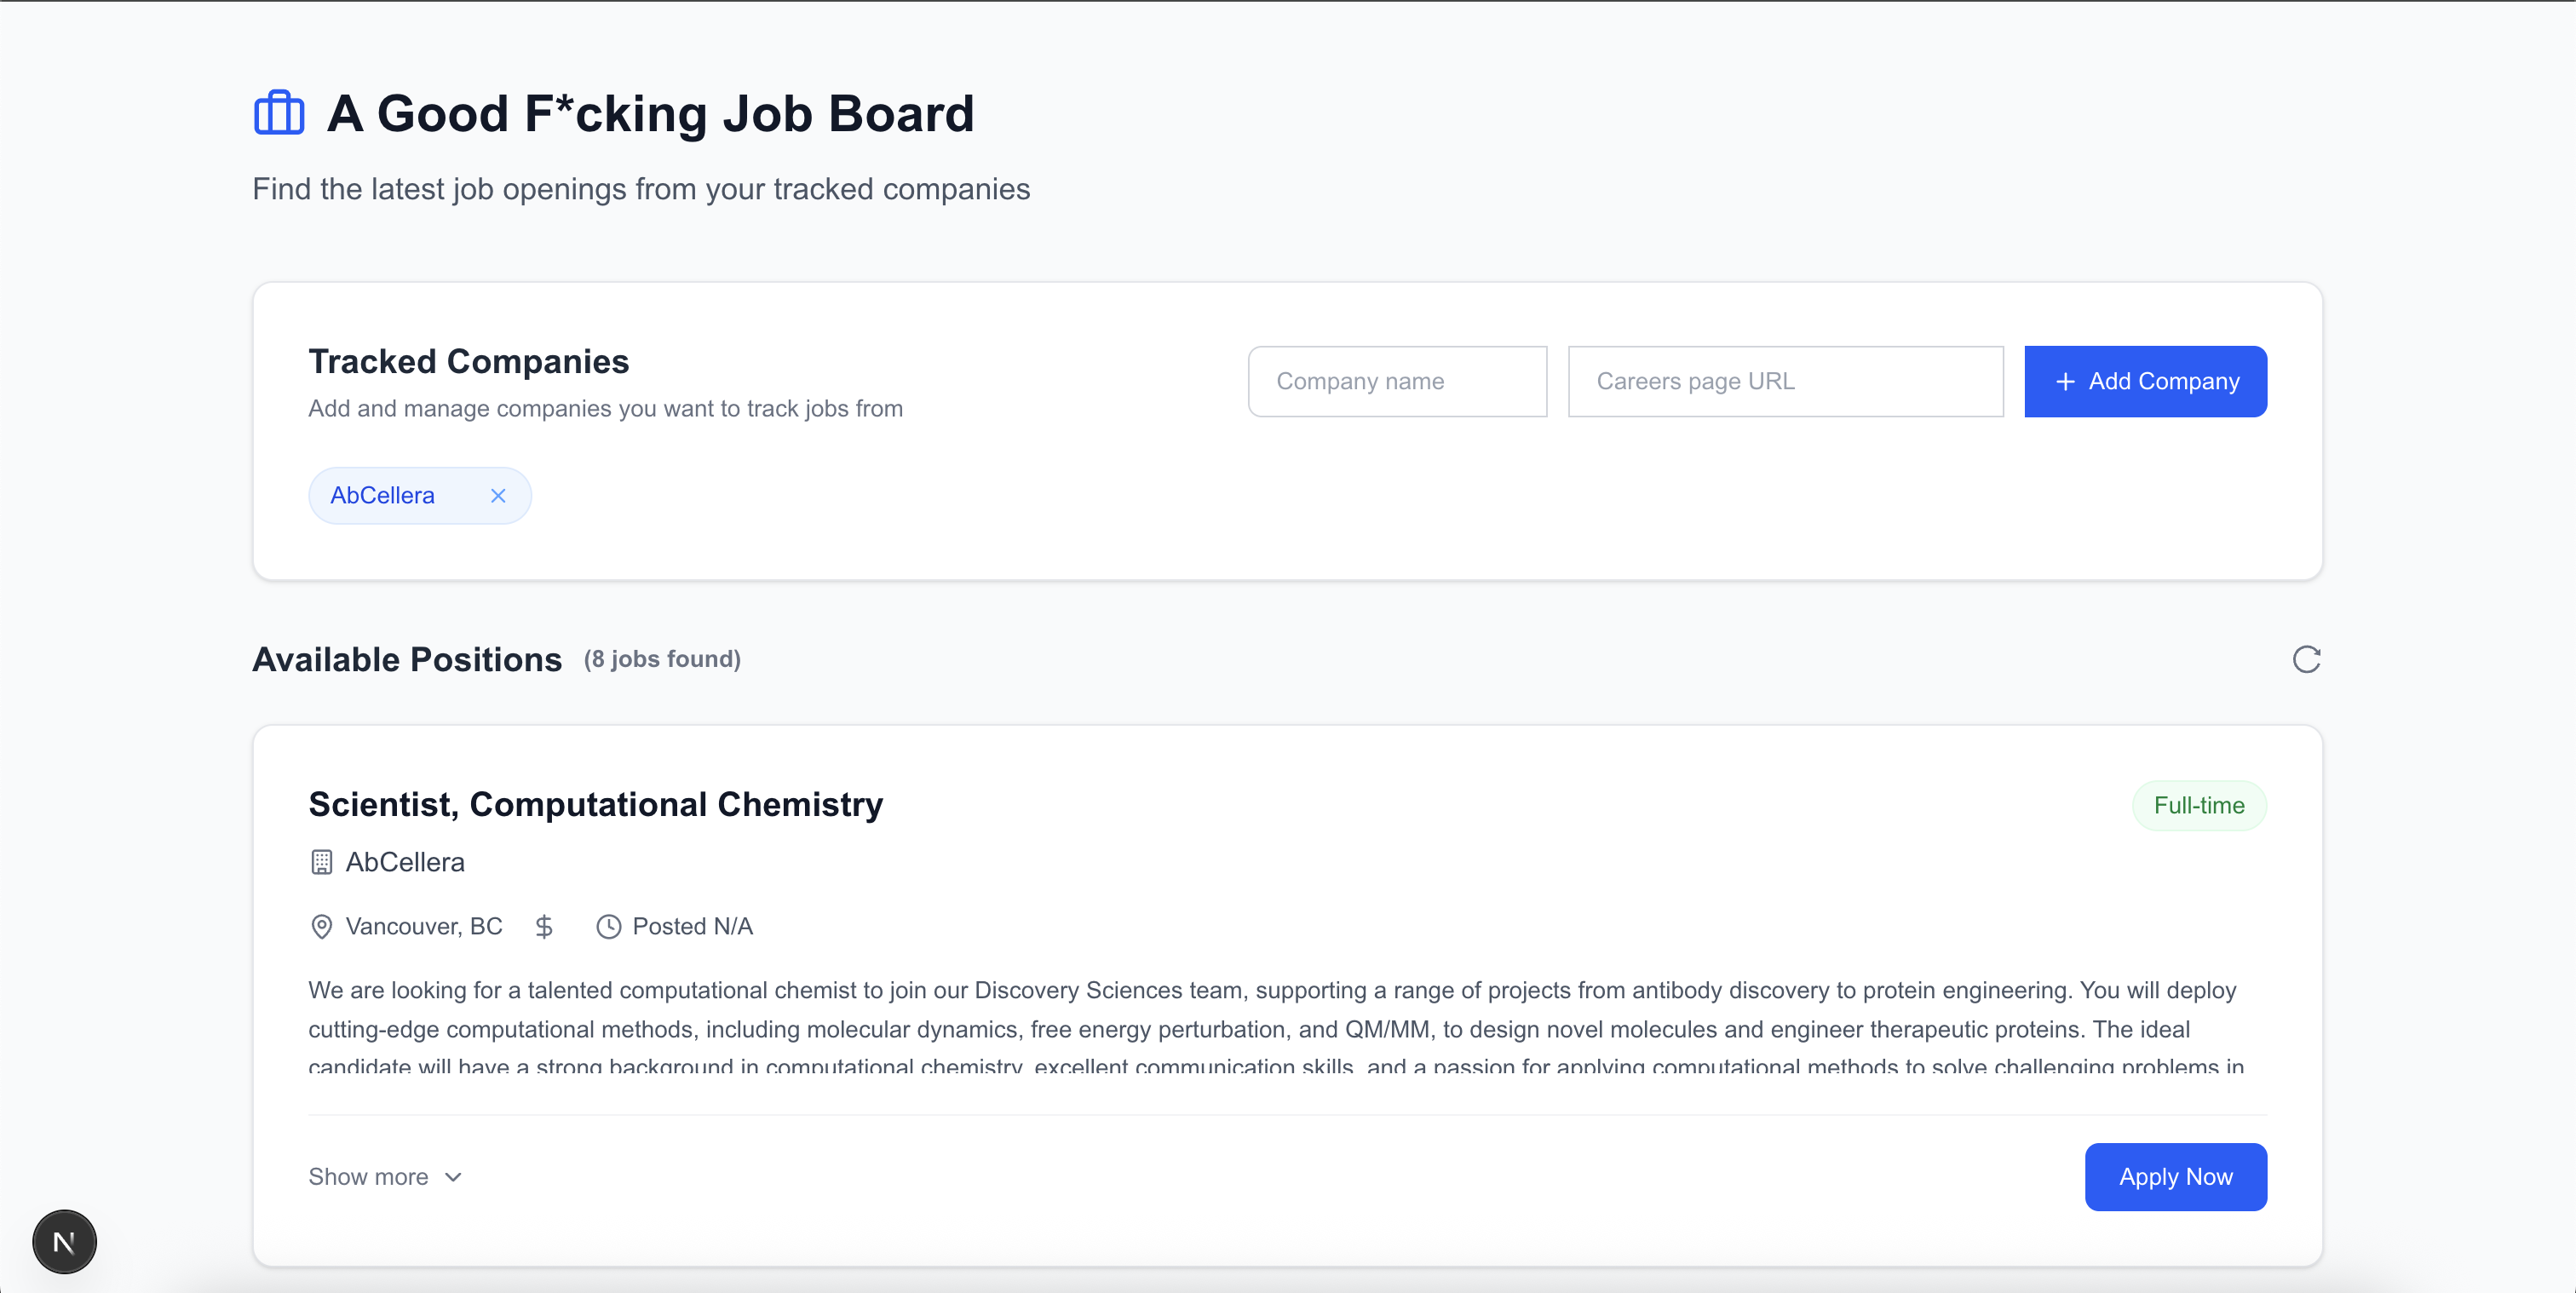 A Good F*cking Job Board
Find the latest job openings from your tracked companies
Tracked Companies
Add and manage companies you want to track jobs from
Company name
Careers page URL
+ Add Company
AbCellera
Available Positions (8 jobs found)
Scientist, Computational Chemistry
Full-time
AbCellera
Vancouver, BC $ Posted N/A
We are looking for a talented computational chemist to join our Discovery Sciences team, supporting a range of projects from antibody discovery to protein engineering. You will deploy
cutting-edge computational methods, including molecular dynamics, free energy perturbation, and QM/MM, to design novel molecules and engineer therapeutic proteins. The ideal
candidate will have a strong background in computational chemistry, excellent communication skills, and a passion for applying computational methods to solve challenging problems in
Show more
Apply Now
N